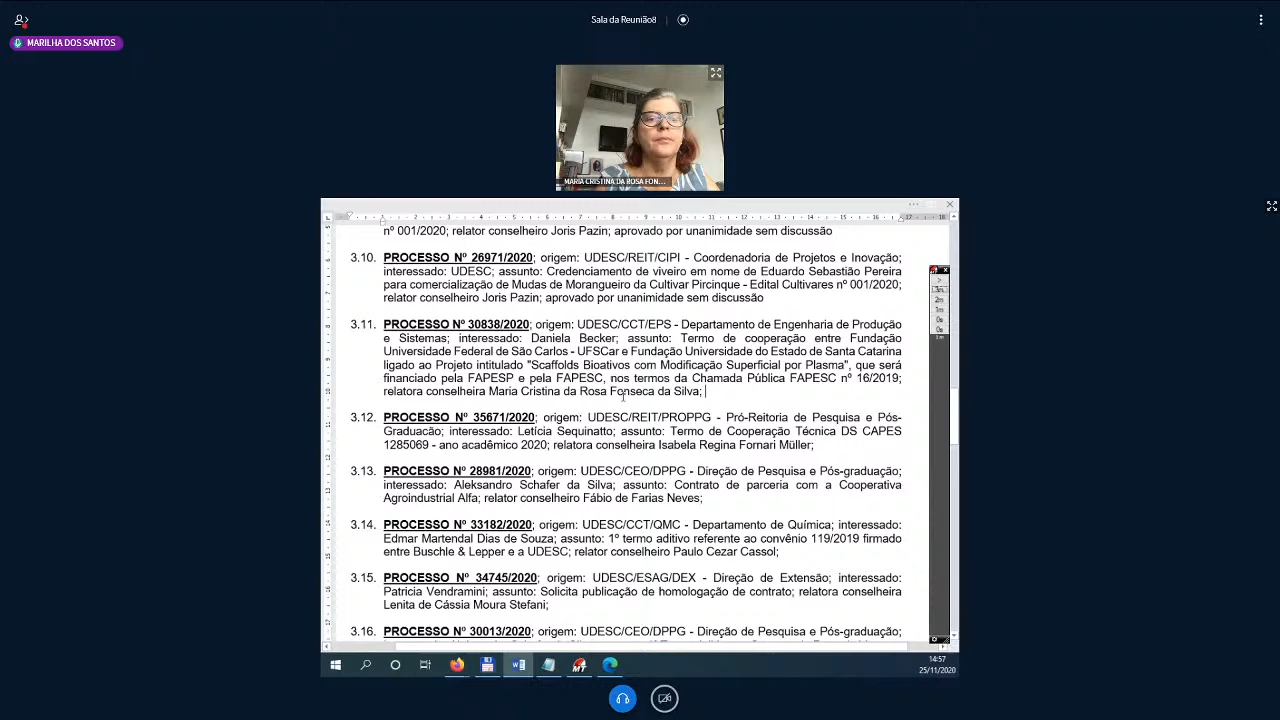 Sala da Reunião8
MARILHA DOS SANTOS
MARIA CRISTINA DA ROSA FON...
nº 001/2020; relator conselheiro Joris Pazin; aprovado por unanimidade sem discussão
3.10. PROCESSO Nº 26971/2020; origem: UDESC/REIT/CIPI - Coordenadoria de Projetos e Inovação;
interessado: UDESC; assunto: Credenciamento de viveiro em nome de Eduardo Sebastião Pereira
para comercialização de Mudas de Morangueiro da Cultivar Pircinque - Edital Cultivares nº 001/2020;
relator conselheiro Joris Pazin; aprovado por unanimidade sem discussão
3.11. PROCESSO Nº 30838/2020; origem: UDESC/CCT/EPS - Departamento de Engenharia de Produção
e Sistemas; interessado: Daniela Becker; assunto: Termo de cooperação entre Fundação
Universidade Federal de São Carlos - UFSCar e Fundação Universidade do Estado de Santa Catarina
ligado ao Projeto intitulado "Scaffolds Bioativos com Modificação Superficial por Plasma", que será
financiado pela FAPESP e pela FAPESC, nos termos da Chamada Pública FAPESC nº 16/2019;
relatora conselheira Maria Cristina da Rosa Fonseca da Silva;
3.12. PROCESSO Nº 35671/2020; origem: UDESC/REIT/PROPPG - Pró-Reitoria de Pesquisa e Pós-
Graduacão; interessado: Letícia Sequinatto; assunto: Termo de Cooperação Técnica DS CAPES
1285069 - ano acadêmico 2020; relatora conselheira Isabela Regina Fornari Müller;
3.13. PROCESSO Nº 28981/2020; origem: UDESC/CEO/DPPG - Direção de Pesquisa e Pós-graduação;
interessado: Aleksandro Schafer da Silva; assunto: Contrato de parceria com a Cooperativa
Agroindustrial Alfa; relator conselheiro Fábio de Farias Neves;
3.14. PROCESSO Nº 33182/2020; origem: UDESC/CCT/QMC - Departamento de Química; interessado:
Edmar Martendal Dias de Souza; assunto: 1º termo aditivo referente ao convênio 119/2019 firmado
entre Buschle & Lepper e a UDESC; relator conselheiro Paulo Cezar Cassol;
3.15. PROCESSO Nº 34745/2020; origem: UDESC/ESAG/DEX - Direção de Extensão; interessado:
Patricia Vendramini; assunto: Solicita publicação de homologação de contrato; relatora conselheira
Lenita de Cássia Moura Stefani;
3.16. PROCESSO Nº 30013/2020; origem: UDESC/CEO/DPPG - Direção de Pesquisa e Pós-graduação;
14:57
25/11/2020